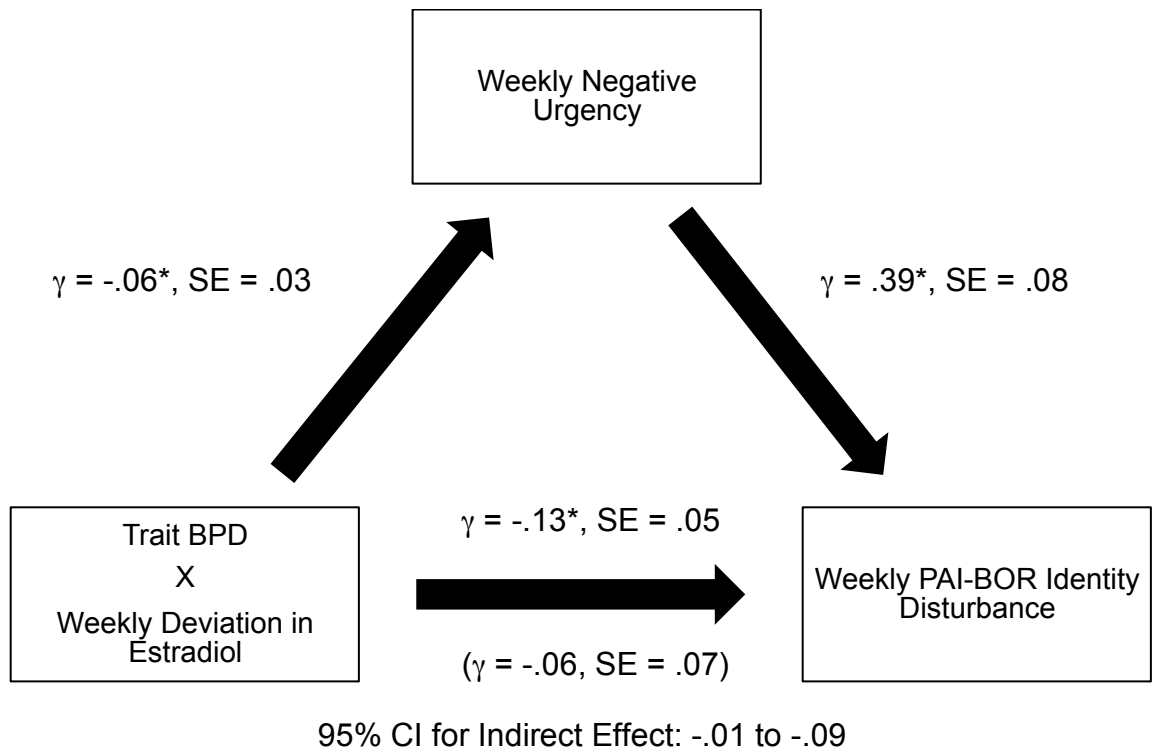 Weekly Negative
Urgency
γ = -.06*, SE = .03
γ = .39*, SE = .08
Trait BPD
X
Weekly Deviation in
Estradiol
γ = -.13*, SE = .05
(γ = -.06, SE = .07)
Weekly PAI-BOR Identity
Disturbance
95% CI for Indirect Effect: -.01 to -.09